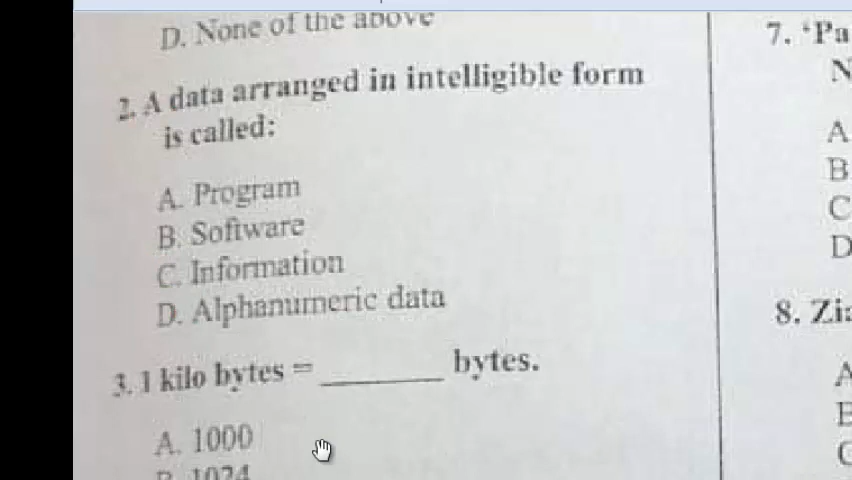 D. None of the above
2. A data arranged in intelligible form
is called:
A. Program
B. Software
C. Information
D. Alphanumeric data
3. 1 kilo bytes = ________ bytes.
A. 1000
B. 1024
7. ‘Pa
N
A
B
C
D
8. Zi
A
B
C